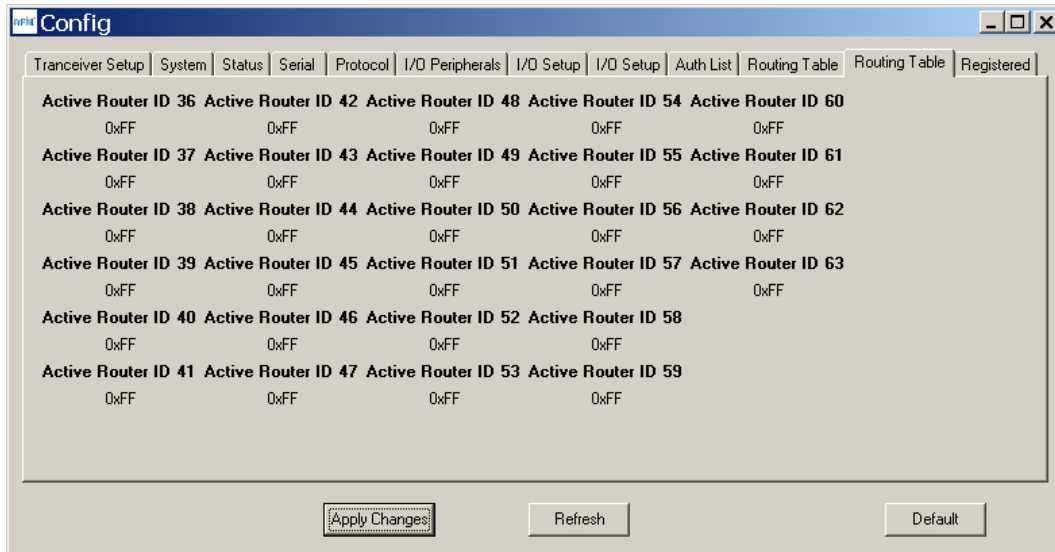 Config
Tranceiver Setup System Status Serial Protocol I/O Peripherals I/O Setup I/O Setup Auth List Routing Table Routing Table Registered
Active Router ID 36 Active Router ID 42 Active Router ID 48 Active Router ID 54 Active Router ID 60
0xFF 0xFF 0xFF 0xFF 0xFF
Active Router ID 37 Active Router ID 43 Active Router ID 49 Active Router ID 55 Active Router ID 61
0xFF 0xFF 0xFF 0xFF 0xFF
Active Router ID 38 Active Router ID 44 Active Router ID 50 Active Router ID 56 Active Router ID 62
0xFF 0xFF 0xFF 0xFF 0xFF
Active Router ID 39 Active Router ID 45 Active Router ID 51 Active Router ID 57 Active Router ID 63
0xFF 0xFF 0xFF 0xFF 0xFF
Active Router ID 40 Active Router ID 46 Active Router ID 52 Active Router ID 58
0xFF 0xFF 0xFF 0xFF
Active Router ID 41 Active Router ID 47 Active Router ID 53 Active Router ID 59
0xFF 0xFF 0xFF 0xFF
Apply Changes Refresh Default